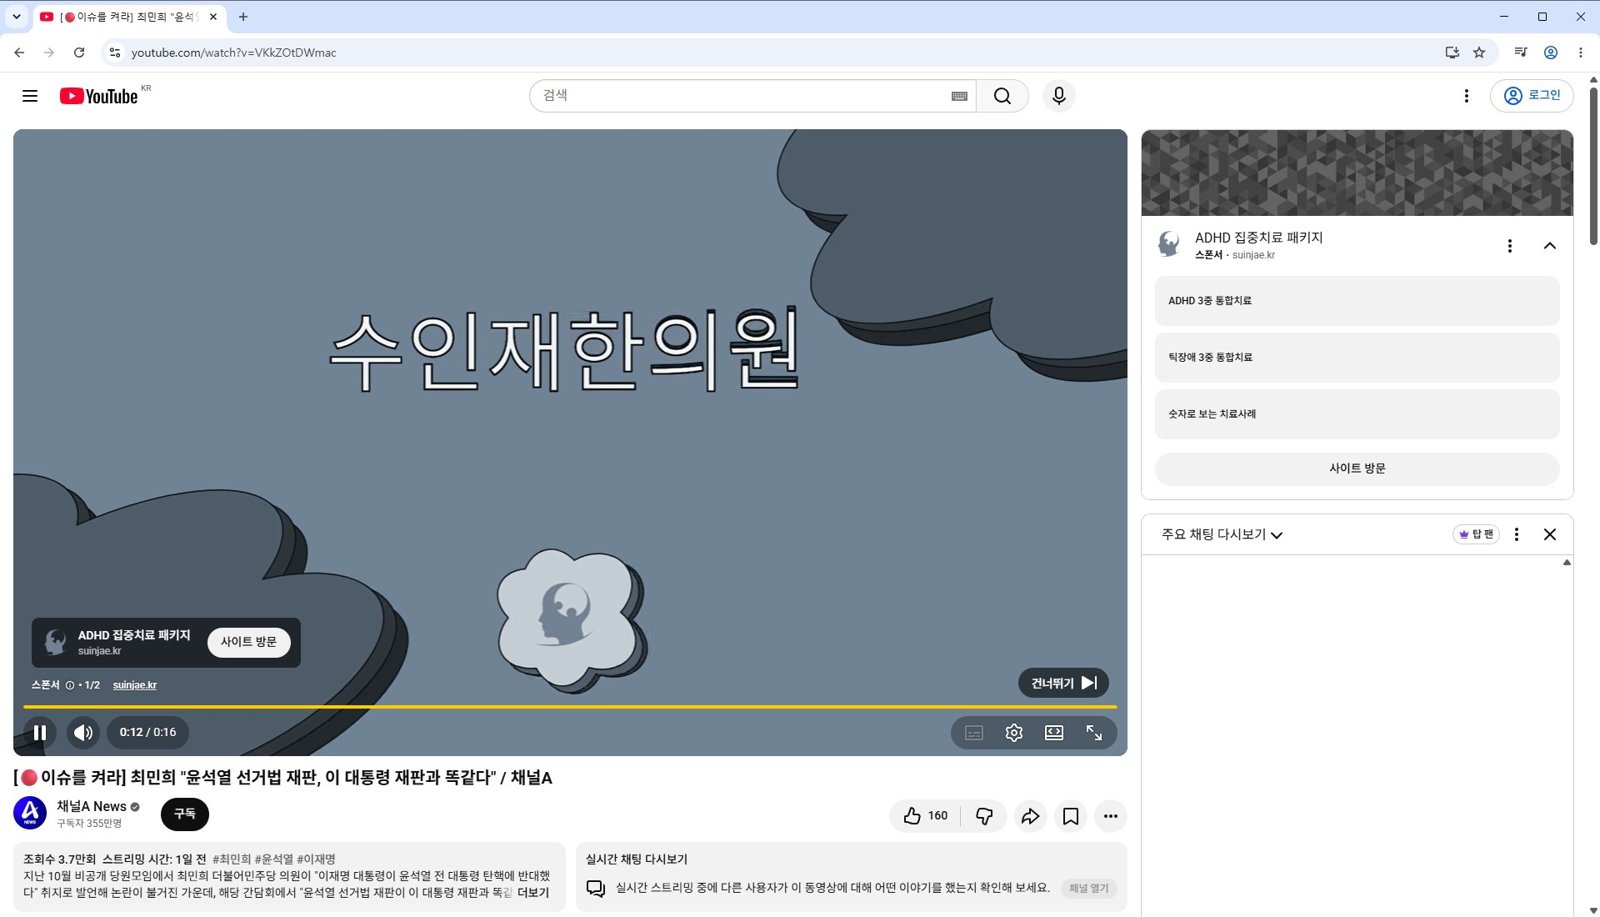 [🔴이슈를 켜라] 최민희 "윤석
youtube.com/watch?v=VKkZOtDWmac
YouTube KR
검색
로그인
수인재한의원
ADHD 집중치료 패키지
suinjae.kr
사이트 방문
스폰서 • 1/2 suinjae.kr
건너뛰기
0:12 / 0:16
ADHD 집중치료 패키지
스폰서 · suinjae.kr
ADHD 3중 통합치료
틱장애 3중 통합치료
숫자로 보는 치료사례
사이트 방문
주요 채팅 다시보기
탑 팬
[🔴이슈를 켜라] 최민희 "윤석열 선거법 재판, 이 대통령 재판과 똑같다" / 채널A
채널A News
구독자 355만명
구독
160
조회수 3.7만회 스트리밍 시간: 1일 전 #최민희 #윤석열 #이재명
지난 10월 비공개 당원모임에서 최민희 더불어민주당 의원이 "이재명 대통령이 윤석열 전 대통령 탄핵에 반대했
다" 취지로 발언해 논란이 불거진 가운데, 해당 간담회에서 "윤석열 선거법 재판이 이 대통령 재판과 똑같 더보기
실시간 채팅 다시보기
실시간 스트리밍 중에 다른 사용자가 이 동영상에 대해 어떤 이야기를 했는지 확인해 보세요.
패널 열기